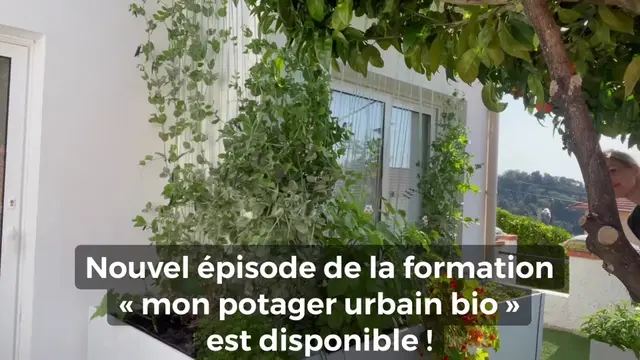 Nouvel épisode de la formation
« mon potager urbain bio »
est disponible !